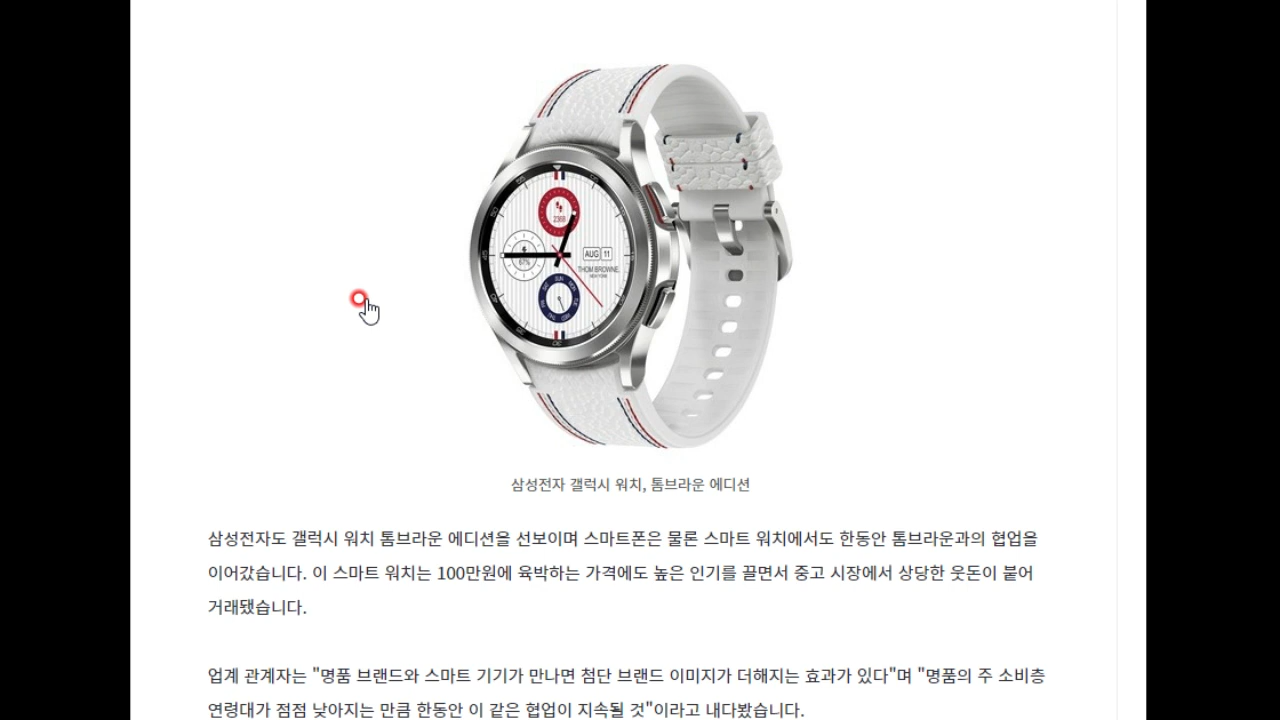 2368
67%
AUG 11
THOM BROWNE.
NEW YORK
삼성전자 갤럭시 워치, 톰브라운 에디션
삼성전자도 갤럭시 워치 톰브라운 에디션을 선보이며 스마트폰은 물론 스마트 워치에서도 한동안 톰브라운과의 협업을
이어갔습니다. 이 스마트 워치는 100만원에 육박하는 가격에도 높은 인기를 끌면서 중고 시장에서 상당한 웃돈이 붙어
거래됐습니다.
업계 관계자는 "명품 브랜드와 스마트 기기가 만나면 첨단 브랜드 이미지가 더해지는 효과가 있다"며 "명품의 주 소비층
연령대가 점점 낮아지는 만큼 한동안 이 같은 협업이 지속될 것"이라고 내다봤습니다.